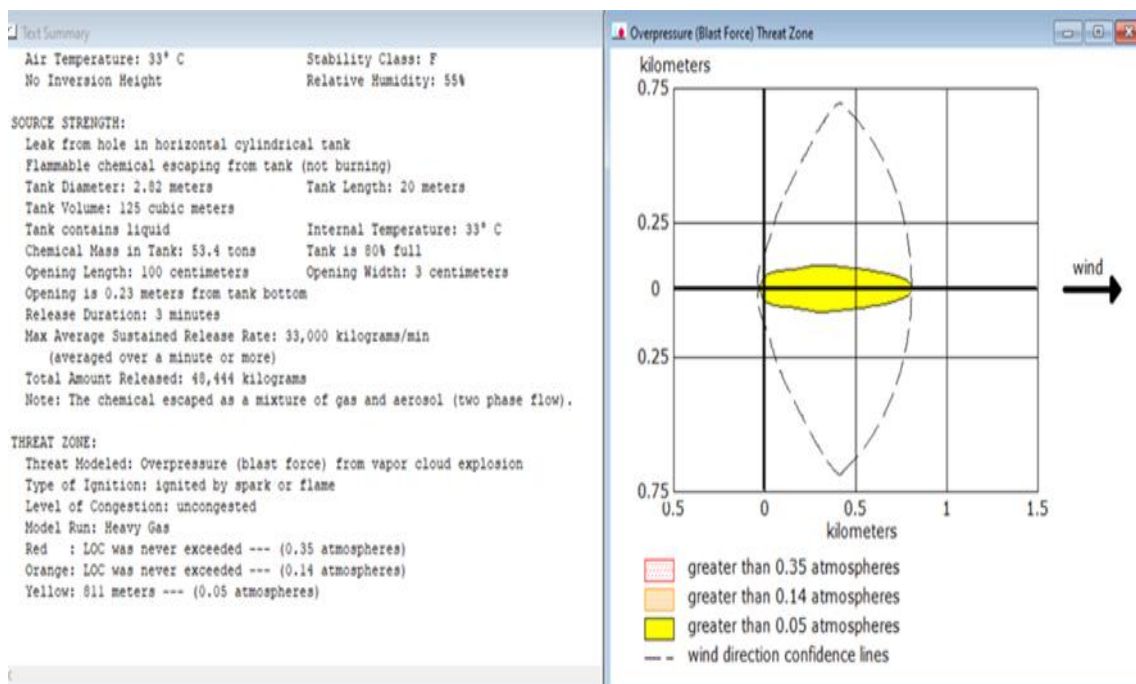 Text Summary
Air Temperature: 33° C Stability Class: F
No Inversion Height Relative Humidity: 55%
SOURCE STRENGTH:
Leak from hole in horizontal cylindrical tank
Flammable chemical escaping from tank (not burning)
Tank Diameter: 2.82 meters Tank Length: 20 meters
Tank Volume: 125 cubic meters
Tank contains liquid Internal Temperature: 33° C
Chemical Mass in Tank: 53.4 tons Tank is 80% full
Opening Length: 100 centimeters Opening Width: 3 centimeters
Opening is 0.23 meters from tank bottom
Release Duration: 3 minutes
Max Average Sustained Release Rate: 33,000 kilograms/min
(averaged over a minute or more)
Total Amount Released: 48,444 kilograms
Note: The chemical escaped as a mixture of gas and aerosol (two phase flow).
THREAT ZONE:
Threat Modeled: Overpressure (blast force) from vapor cloud explosion
Type of Ignition: ignited by spark or flame
Level of Congestion: uncongested
Model Run: Heavy Gas
Red : LOC was never exceeded --- (0.35 atmospheres)
Orange: LOC was never exceeded --- (0.14 atmospheres)
Yellow: 811 meters --- (0.05 atmospheres)
Overpressure (Blast Force) Threat Zone
kilometers
0.75
0.25
0
0.25
0.75
wind
0.5 0 0.5 1 1.5
kilometers
greater than 0.35 atmospheres
greater than 0.14 atmospheres
greater than 0.05 atmospheres
wind direction confidence lines